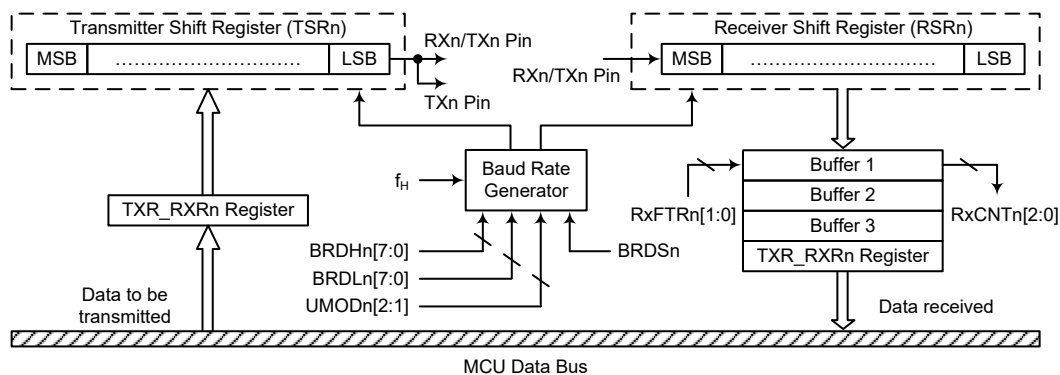 Transmitter Shift Register (TSRn)
MSB
..............................
LSB
RXn/TXn Pin
TXn Pin
Receiver Shift Register (RSRn)
RXn/TXn Pin
MSB
..............................
LSB
fH
Baud Rate
Generator
BRDHn[7:0]
BRDLn[7:0]
UMODn[2:1]
BRDSn
TXR_RXRn Register
Data to be
transmitted
Buffer 1
Buffer 2
Buffer 3
TXR_RXRn Register
RxFTRn[1:0]
RxCNTn[2:0]
Data received
MCU Data Bus